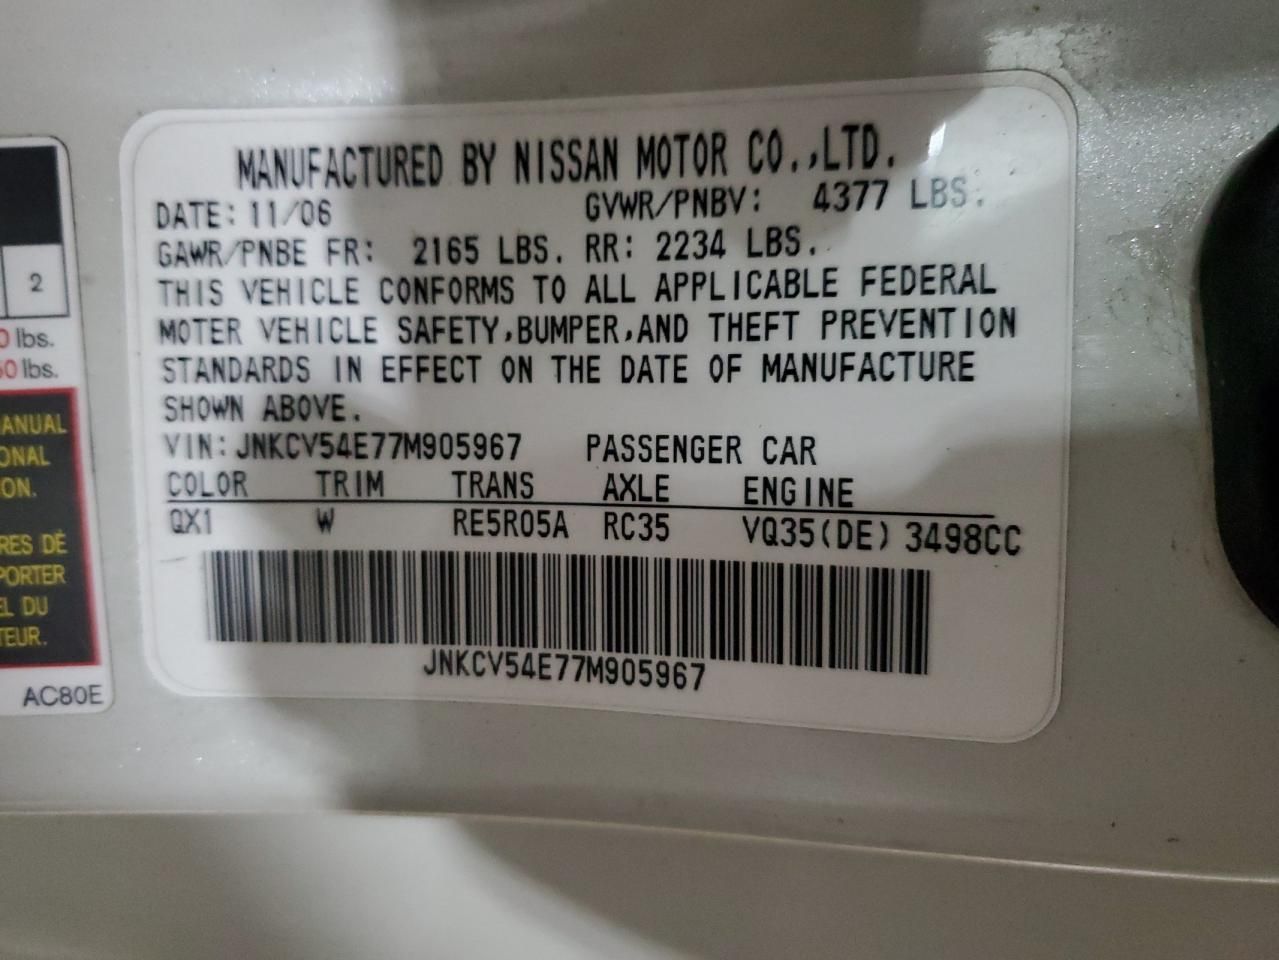 MANUFACTURED BY NISSAN MOTOR CO.,LTD.
DATE: 11/06 GVWR/PNBV: 4377 LBS.
GAWR/PNBE FR: 2165 LBS. RR: 2234 LBS.
THIS VEHICLE CONFORMS TO ALL APPLICABLE FEDERAL
MOTER VEHICLE SAFETY,BUMPER,AND THEFT PREVENTION
STANDARDS IN EFFECT ON THE DATE OF MANUFACTURE
SHOWN ABOVE.
VIN:JNKCV54E77M905967 PASSENGER CAR
COLOR TRIM TRANS AXLE ENGINE
QX1 W RE5R05A RC35 VQ35(DE) 3498CC
JNKCV54E77M905967
2
0 lbs.
50 lbs.
ANUAL
ONAL
ON.
RES DÉ
PORTER
EL DU
TEUR.
AC80E